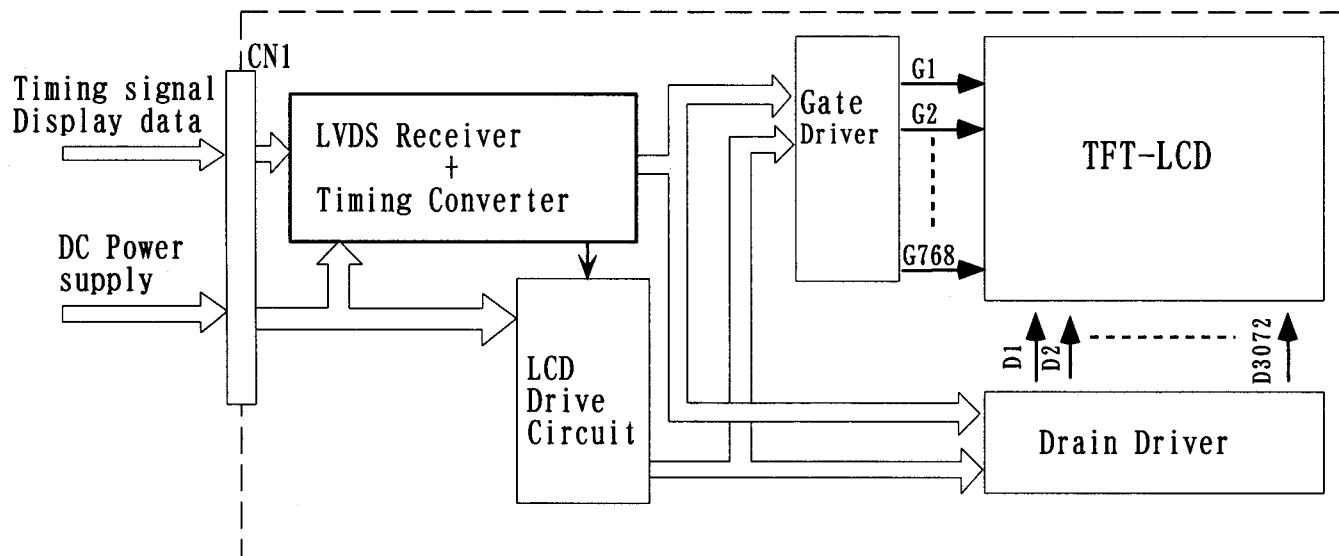 CN1
Timing signal
Display data
LVDS Receiver
+
Timing Converter
DC Power
supply
LCD
Drive
Circuit
Gate
Driver
G1
G2
G768
TFT-LCD
D1
D2
D3072
Drain Driver